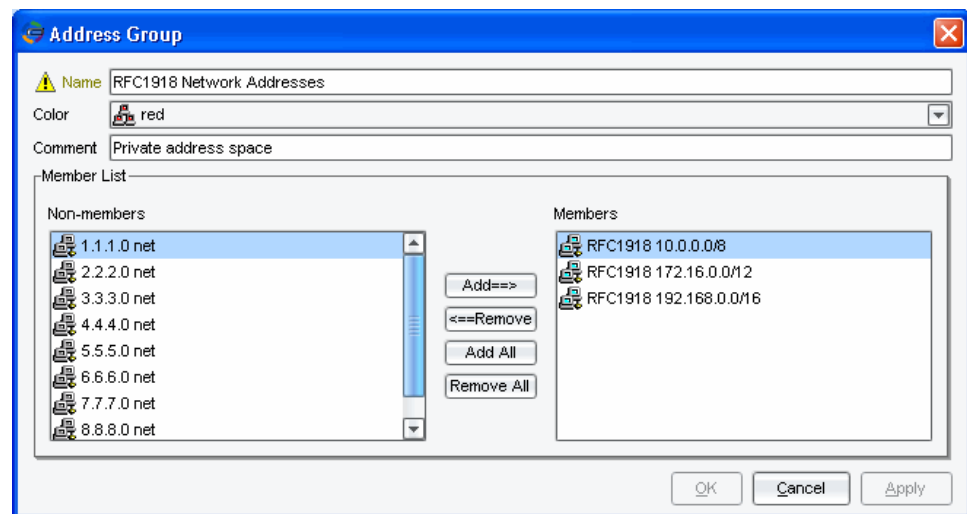 Address Group
Name RFC1918 Network Addresses
Color red
Comment Private address space
Member List
Non-members
1.1.1.0 net
2.2.2.0 net
3.3.3.0 net
4.4.4.0 net
5.5.5.0 net
6.6.6.0 net
7.7.7.0 net
8.8.8.0 net
Add==>
<==Remove
Add All
Remove All
Members
RFC1918 10.0.0.0/8
RFC1918 172.16.0.0/12
RFC1918 192.168.0.0/16
OK
Cancel
Apply